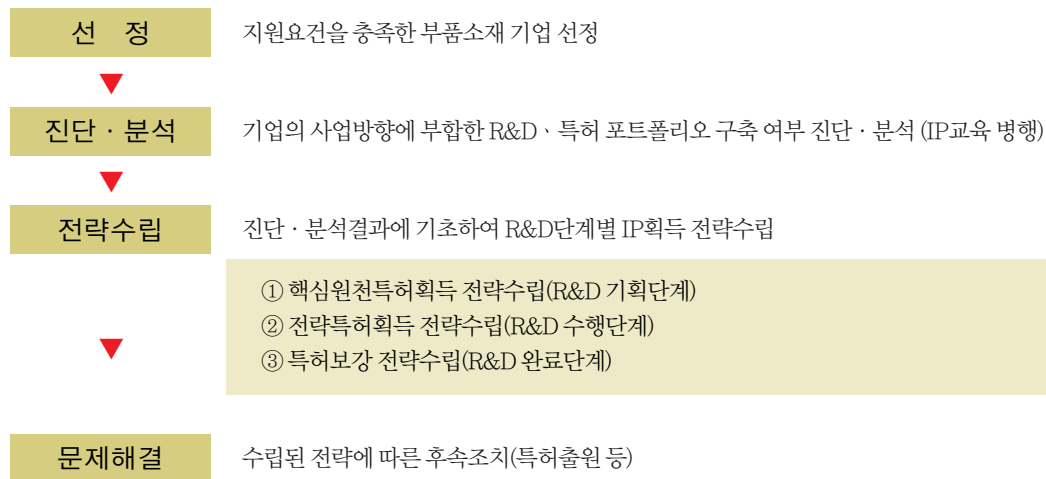 선 정 지원요건을 충족한 부품소재 기업 선정
진단 · 분석 기업의 사업방향에 부합한 R&D、특허 포트폴리오 구축 여부 진단 · 분석 (IP교육 병행)
전략수립 진단 · 분석결과에 기초하여 R&D단계별 IP획득 전략수립
① 핵심원천특허획득 전략수립(R&D 기획단계)
② 전략특허획득 전략수립(R&D 수행단계)
③ 특허보강 전략수립(R&D 완료단계)
문제해결 수립된 전략에 따른 후속조치(특허출원 등)